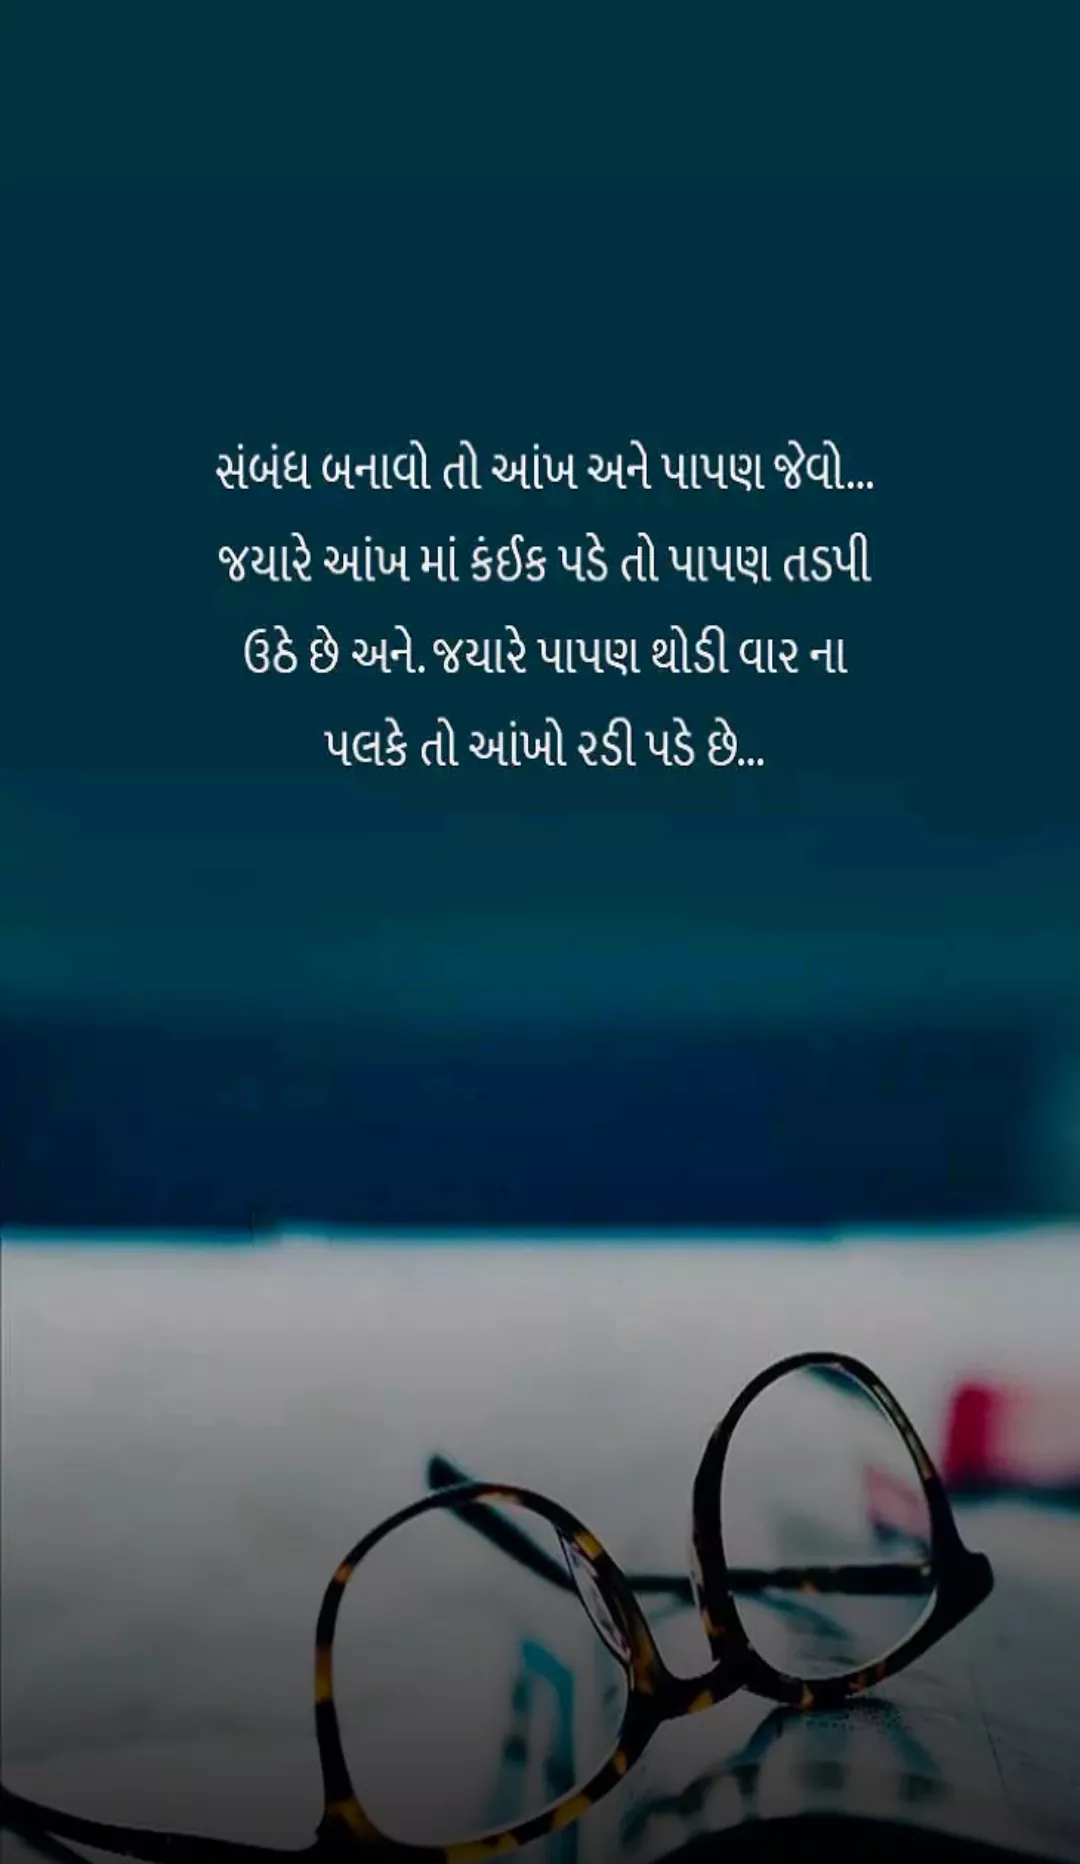 સંબંધ બનાવો તો આંખ અને પાપણ જેવો...
જયારે આંખ માં કંઈક પડે તો પાપણ તડપી
ઉઠે છે અને. જયારે પાપણ થોડી વાર ના
પલકે તો આંખો રડી પડે છે...